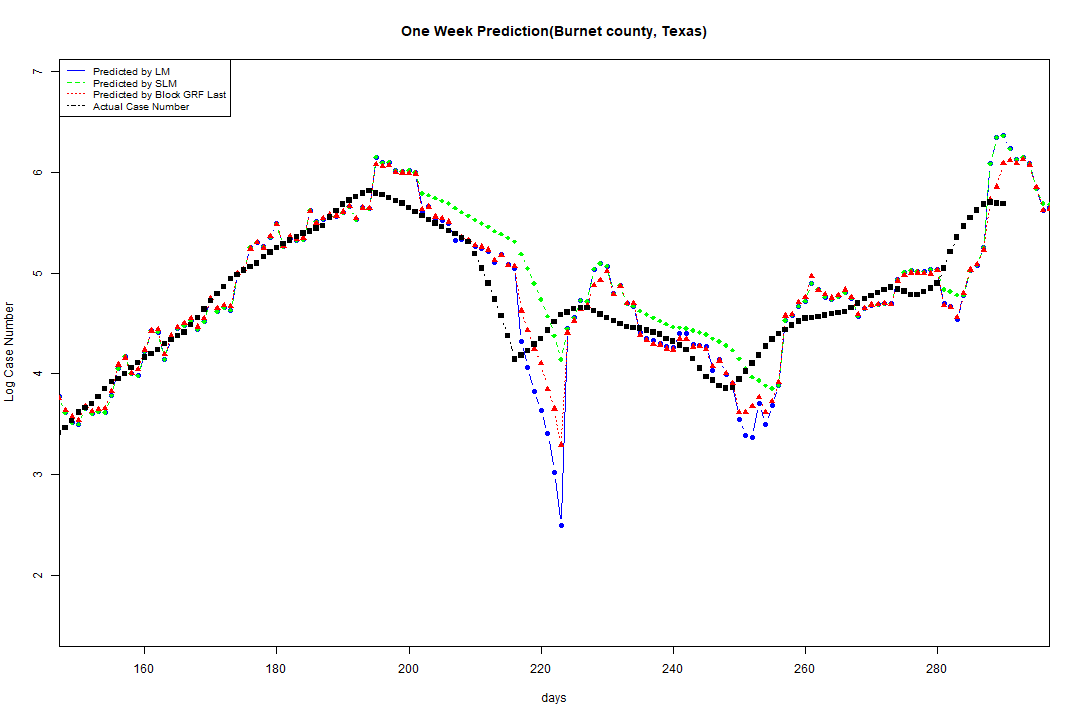 One Week Prediction(Burnet county, Texas)
Predicted by LM
Predicted by SLM
Predicted by Block GRF Last
Actual Case Number
7
6
5
4
3
2
Log Case Number
160 180 200 220 240 260 280
days